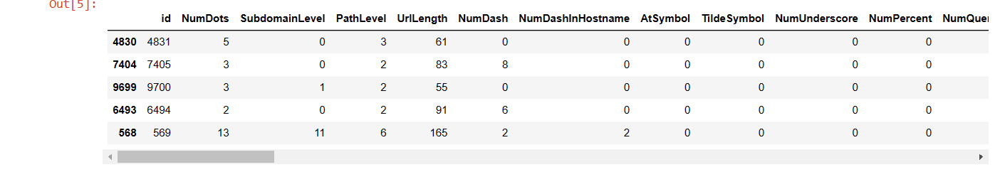 Out[5]:
id NumDots SubdomainLevel PathLevel UrlLength NumDash NumDashInHostname AtSymbol TildeSymbol NumUnderscore NumPercent NumQue
4830 4831 5 0 3 61 0 0 0 0 0 0
7404 7405 3 0 2 83 8 0 0 0 0 0
9699 9700 3 1 2 55 0 0 0 0 0 0
6493 6494 2 0 2 91 6 0 0 0 0 0
568 569 13 11 6 165 2 2 0 0 0 0